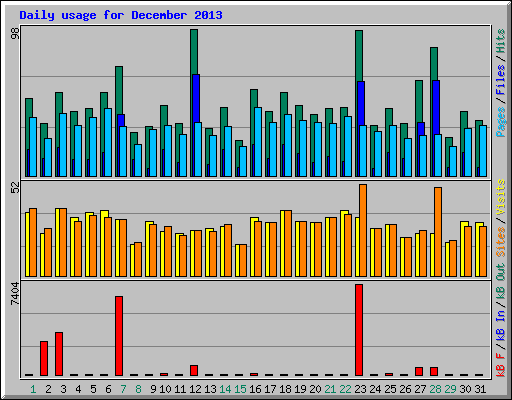 Daily usage for December 2013
98
Pages / Files / Hits
52
Sites / Visits
7404
kB F / kB In / kB Out
1 2 3 4 5 6 7 8 9 10 11 12 13 14 15 16 17 18 19 20 21 22 23 24 25 26 27 28 29 30 31